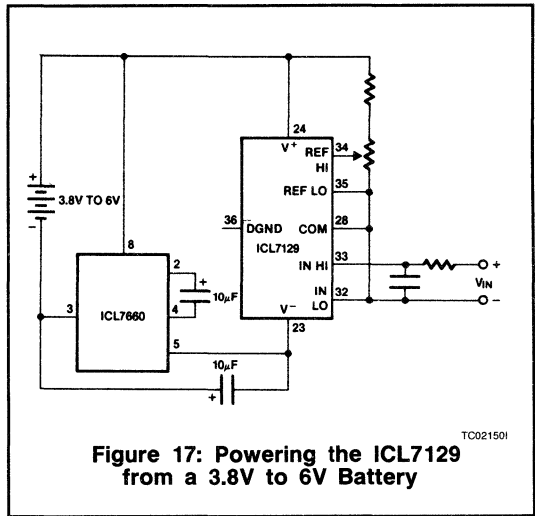 24
V+
REF 34
HI
REF LO 35
3.8V TO 6V
+
−
36 DGND
COM 28
ICL7129
8
33
IN HI
2
+
10μF
+
VIN
−
3
ICL7660
4
IN 32
LO
V−
23
5
10μF
+
TC02150I
Figure 17: Powering the ICL7129
from a 3.8V to 6V Battery